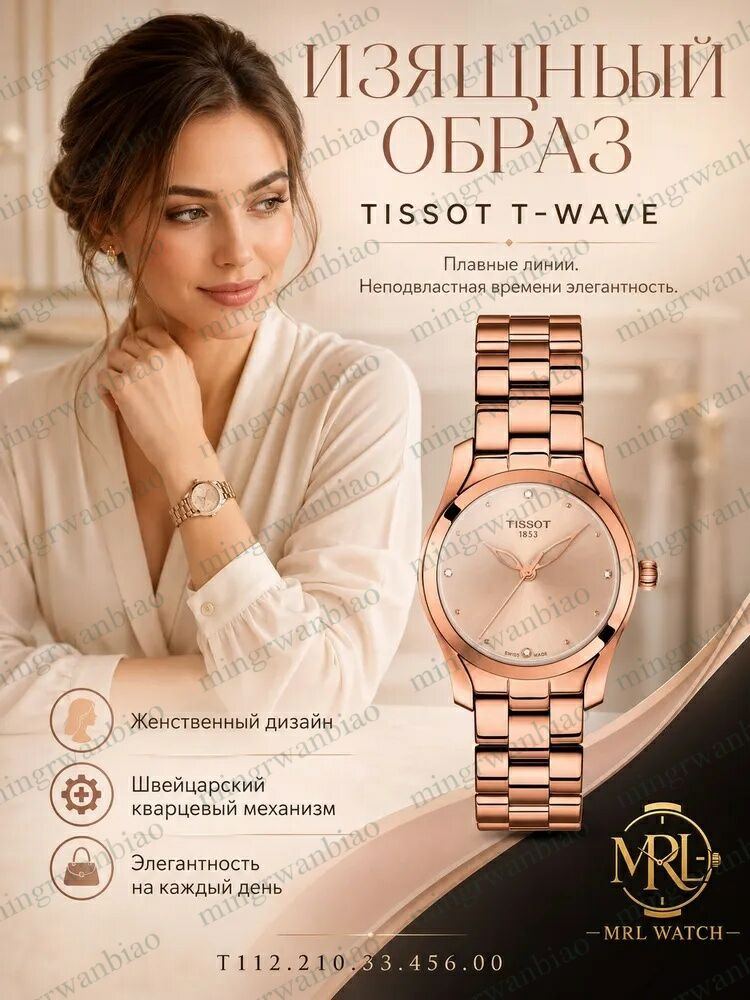 ИЗЯЩНЫЙ
ОБРАЗ
TISSOT T-WAVE
Плавные линии.
Неподвластная времени элегантность.
TISSOT
1853
SWISS MADE
Женственный дизайн
Швейцарский
кварцевый механизм
Элегантность
на каждый день
MRL
MRL WATCH
T112.210.33.456.00
mingrwanbiao